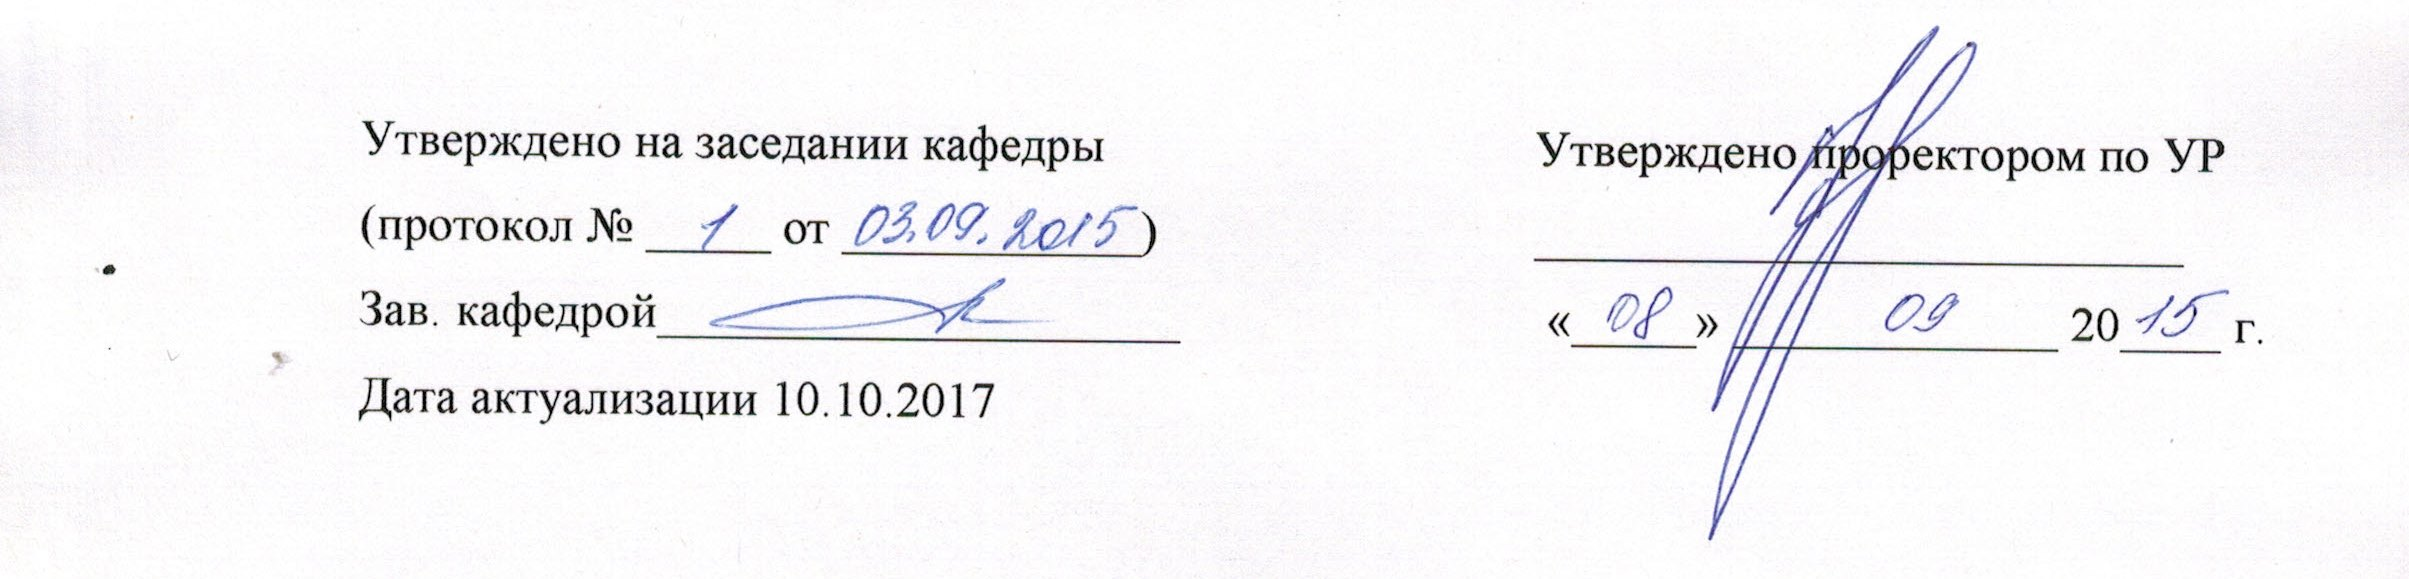 Утверждено на заседании кафедры
(протокол № 1 от 03.09.2015)
Зав. кафедрой
Дата актуализации 10.10.2017
Утверждено проректором по УР
«08» 09 2015 г.